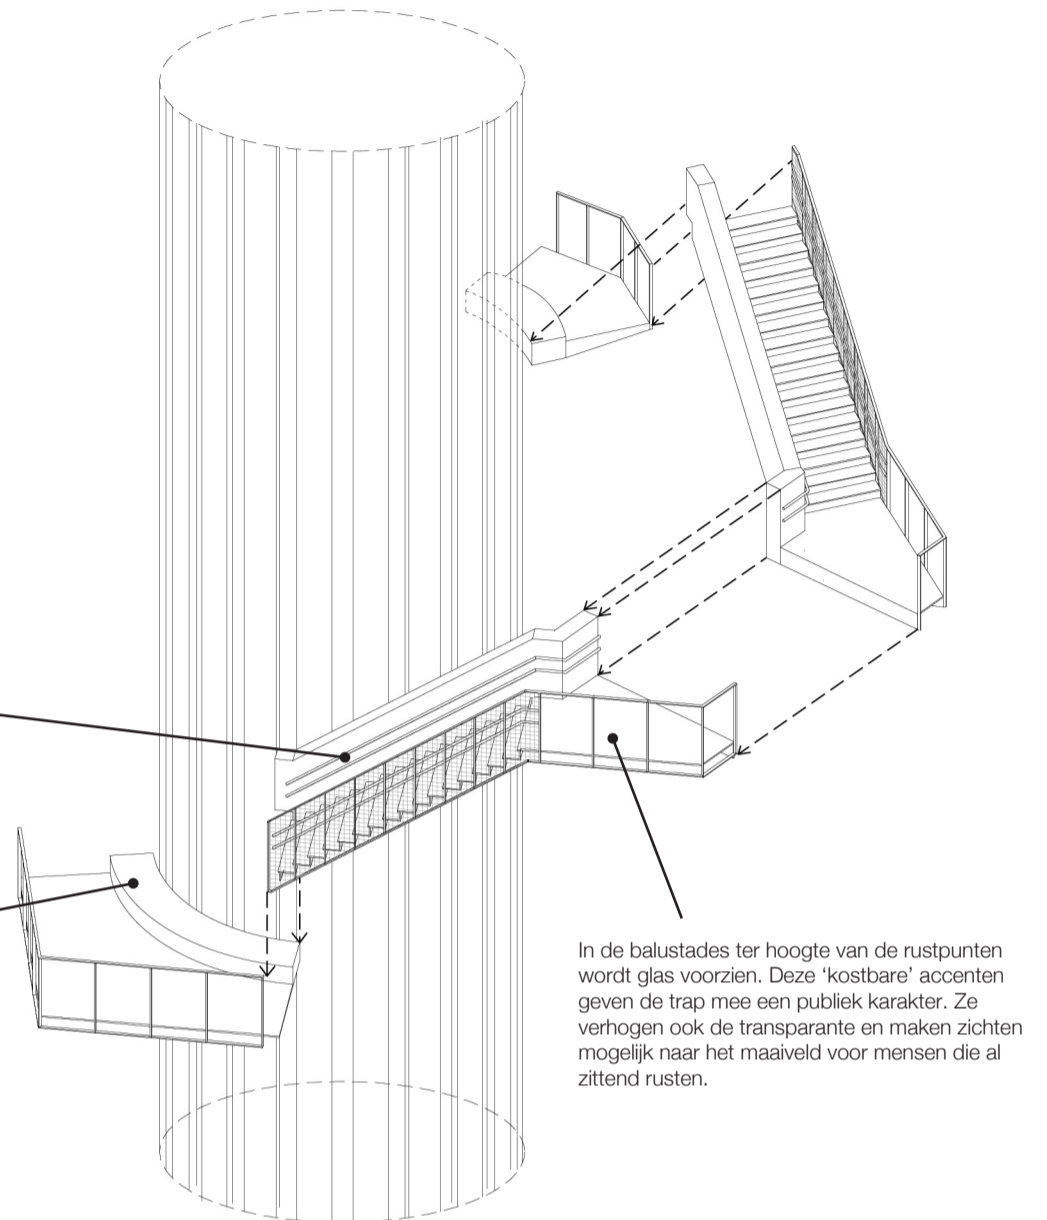 In de balustades ter hoogte van de rustpunten
wordt glas voorzien. Deze ‘kostbare’ accenten
geven de trap mee een publiek karakter. Ze
verhogen ook de transparante en maken zichten
mogelijk naar het maaiveld voor mensen die al
zittend rusten.